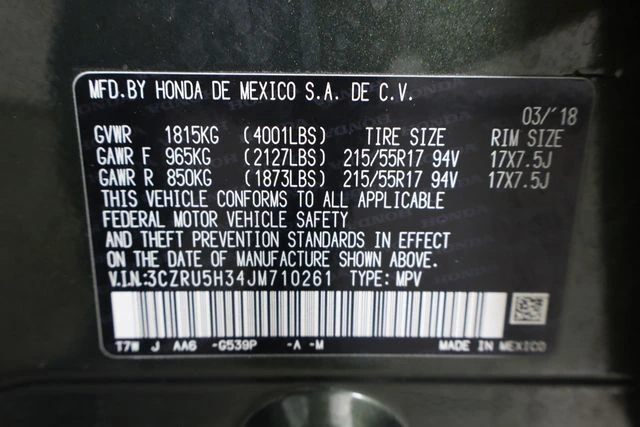 MFD.BY HONDA DE MEXICO S.A. DE C.V.
03/'18
GVWR 1815KG (4001LBS) TIRE SIZE RIM SIZE
GAWR F 965KG (2127LBS) 215/55R17 94V 17X7.5J
GAWR R 850KG (1873LBS) 215/55R17 94V 17X7.5J
THIS VEHICLE CONFORMS TO ALL APPLICABLE
FEDERAL MOTOR VEHICLE SAFETY
AND THEFT PREVENTION STANDARDS IN EFFECT
ON THE DATE OF MANUFACTURE SHOWN ABOVE.
V.I.N:3CZRU5H34JM710261 TYPE: MPV
T7W J AA6 -G539P -A -M MADE IN MEXICO